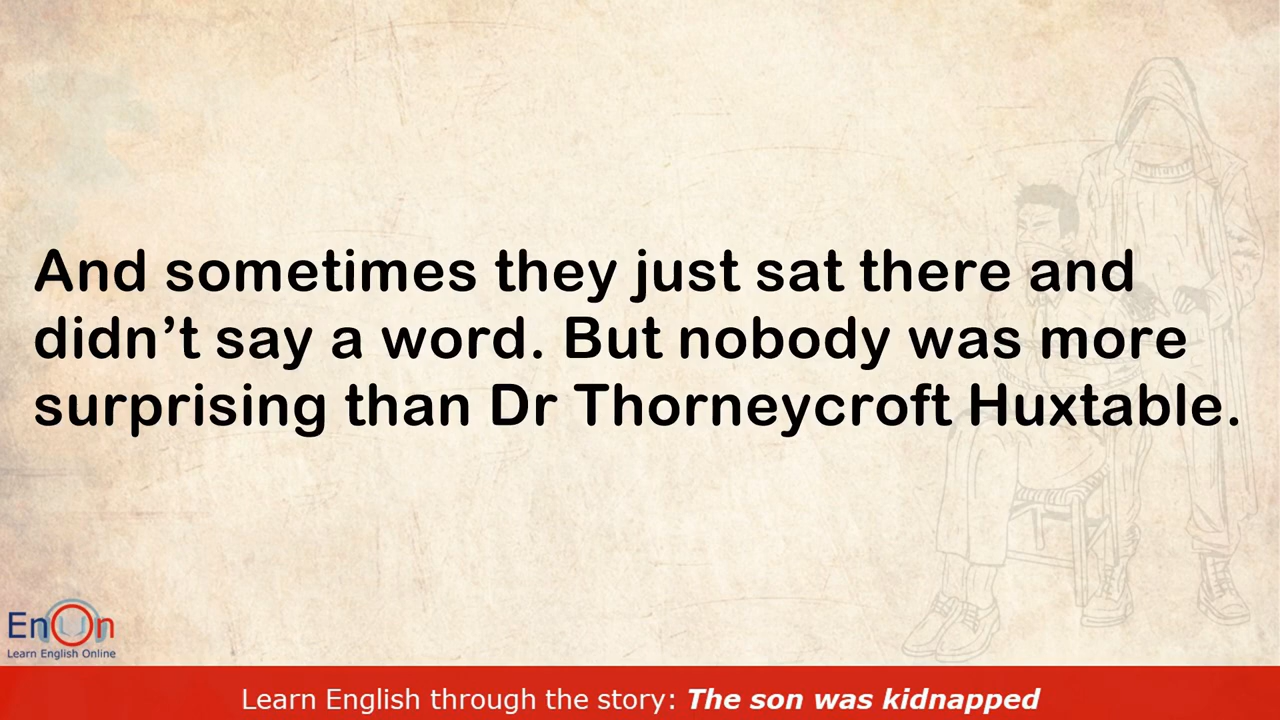 And sometimes they just sat there and
didn’t say a word. But nobody was more
surprising than Dr Thorneycroft Huxtable.
EnOn
Learn English Online
Learn English through the story: The son was kidnapped